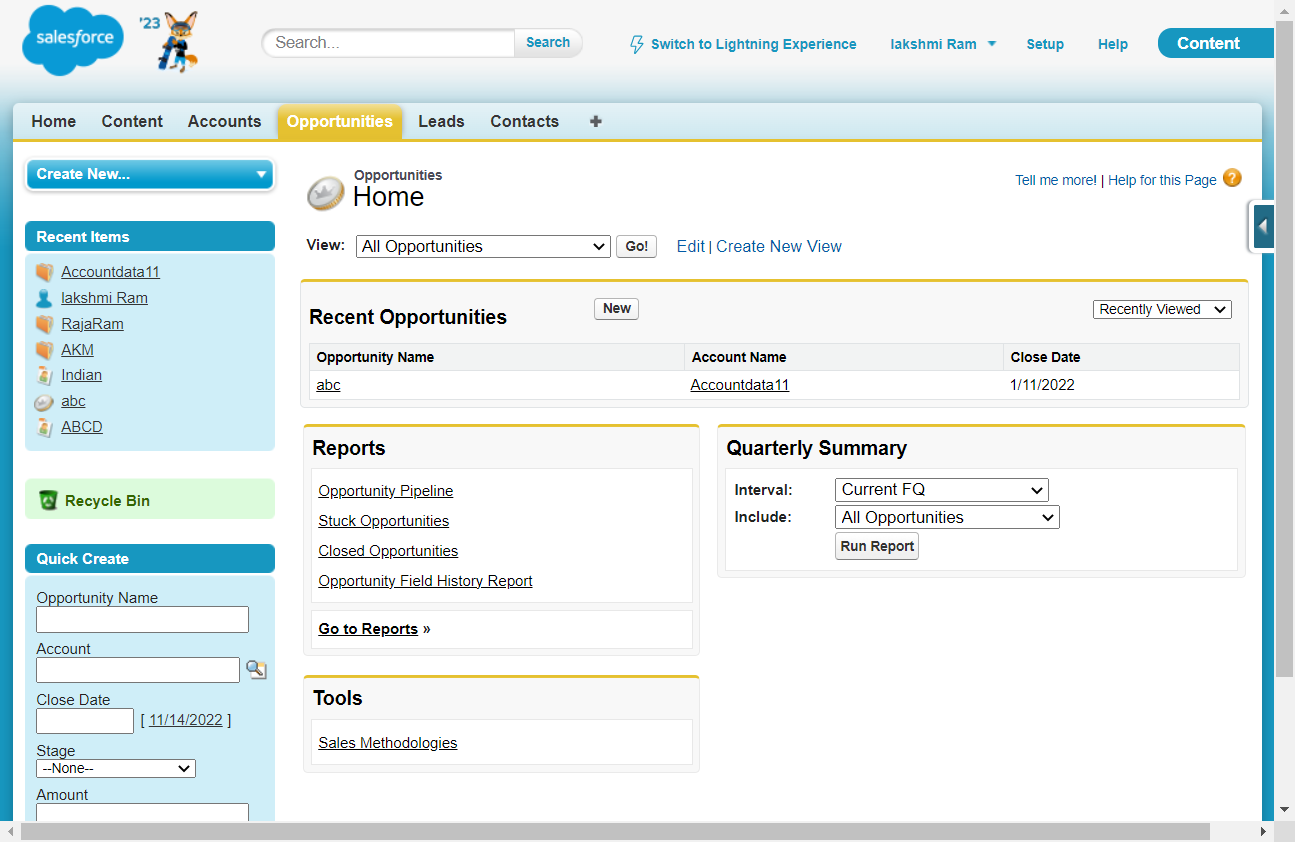 salesforce
'23
Search...
Search
Switch to Lightning Experience
lakshmi Ram
Setup
Help
Content
Home
Content
Accounts
Opportunities
Leads
Contacts
+
Create New...
Recent Items
Accountdata11
lakshmi Ram
RajaRam
AKM
Indian
abc
ABCD
Recycle Bin
Quick Create
Opportunity Name
Account
Close Date
[ 11/14/2022 ]
Stage
--None--
Amount
Opportunities
Home
Tell me more! | Help for this Page ?
View: All Opportunities Go! Edit | Create New View
Recent Opportunities New Recently Viewed
Opportunity Name Account Name Close Date
abc Accountdata11 1/11/2022
Reports
Opportunity Pipeline
Stuck Opportunities
Closed Opportunities
Opportunity Field History Report
Go to Reports »
Quarterly Summary
Interval: Current FQ
Include: All Opportunities
Run Report
Tools
Sales Methodologies